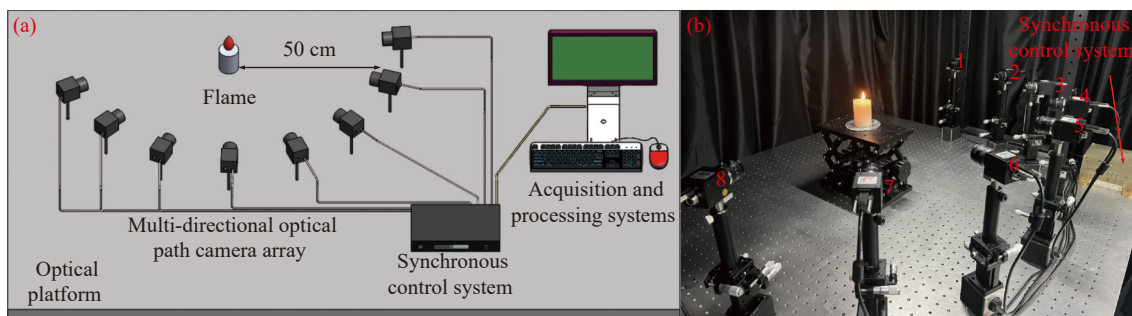 (a)
50 cm
Flame
Multi-directional optical
path camera array
Optical
platform
Synchronous
control system
Acquisition and
processing systems
(b)
Synchronous
control system
1
2
3
4
5
6
7
8